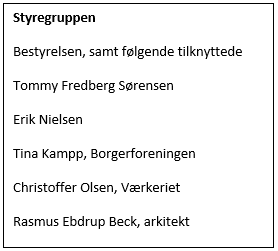 Styregruppen
Bestyrelsen, samt følgende tilknyttede
Tommy Fredberg Sørensen
Erik Nielsen
Tina Kampp, Borgerforeningen
Christoffer Olsen, Værkeriet
Rasmus Ebdrup Beck, arkitekt